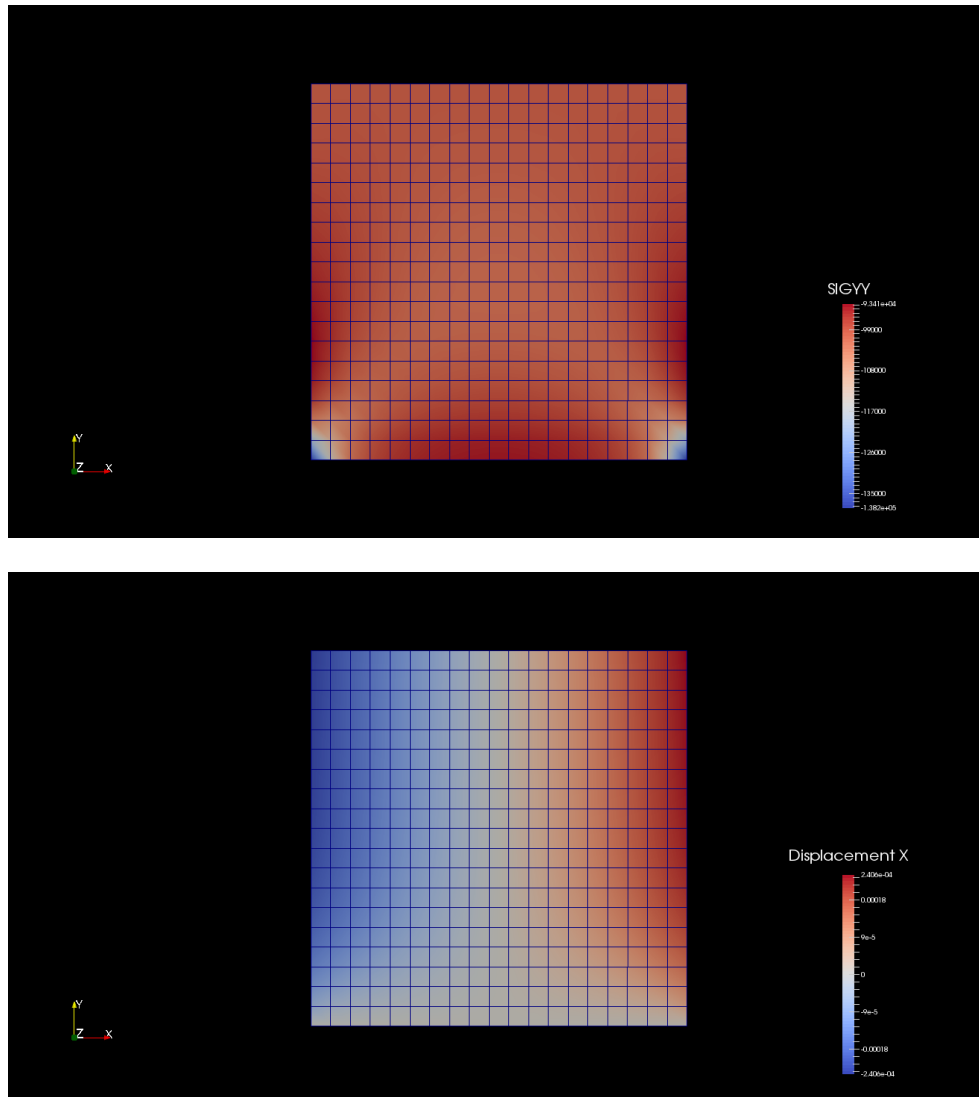 SIGYY
-9.341e+04
-99000
-108000
-117000
-126000
-135000
-1.382e+05
Y
Z X
Displacement X
2.406e-04
0.00018
9e-5
0
-9e-5
-0.00018
-2.406e-04
Y
Z X